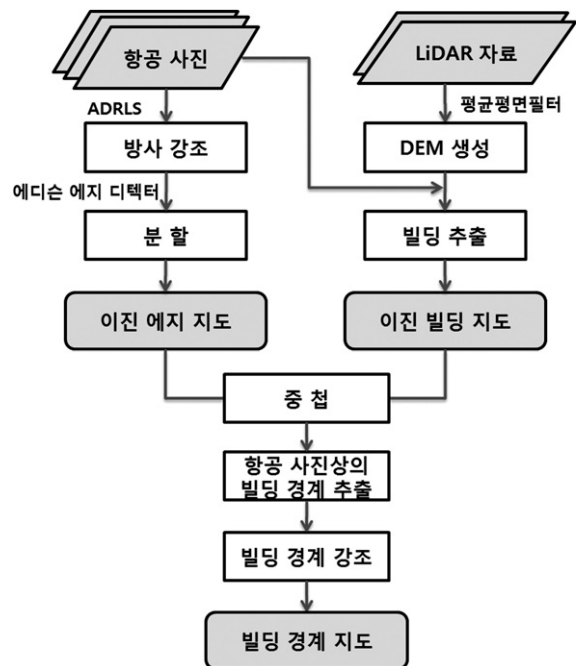 항공 사진
LiDAR 자료
ADRLS
평균평면필터
방사 강조
DEM 생성
에디슨 에지 디텍터
분 할
빌딩 추출
이진 에지 지도
이진 빌딩 지도
중 첩
항공 사진상의
빌딩 경계 추출
빌딩 경계 강조
빌딩 경계 지도